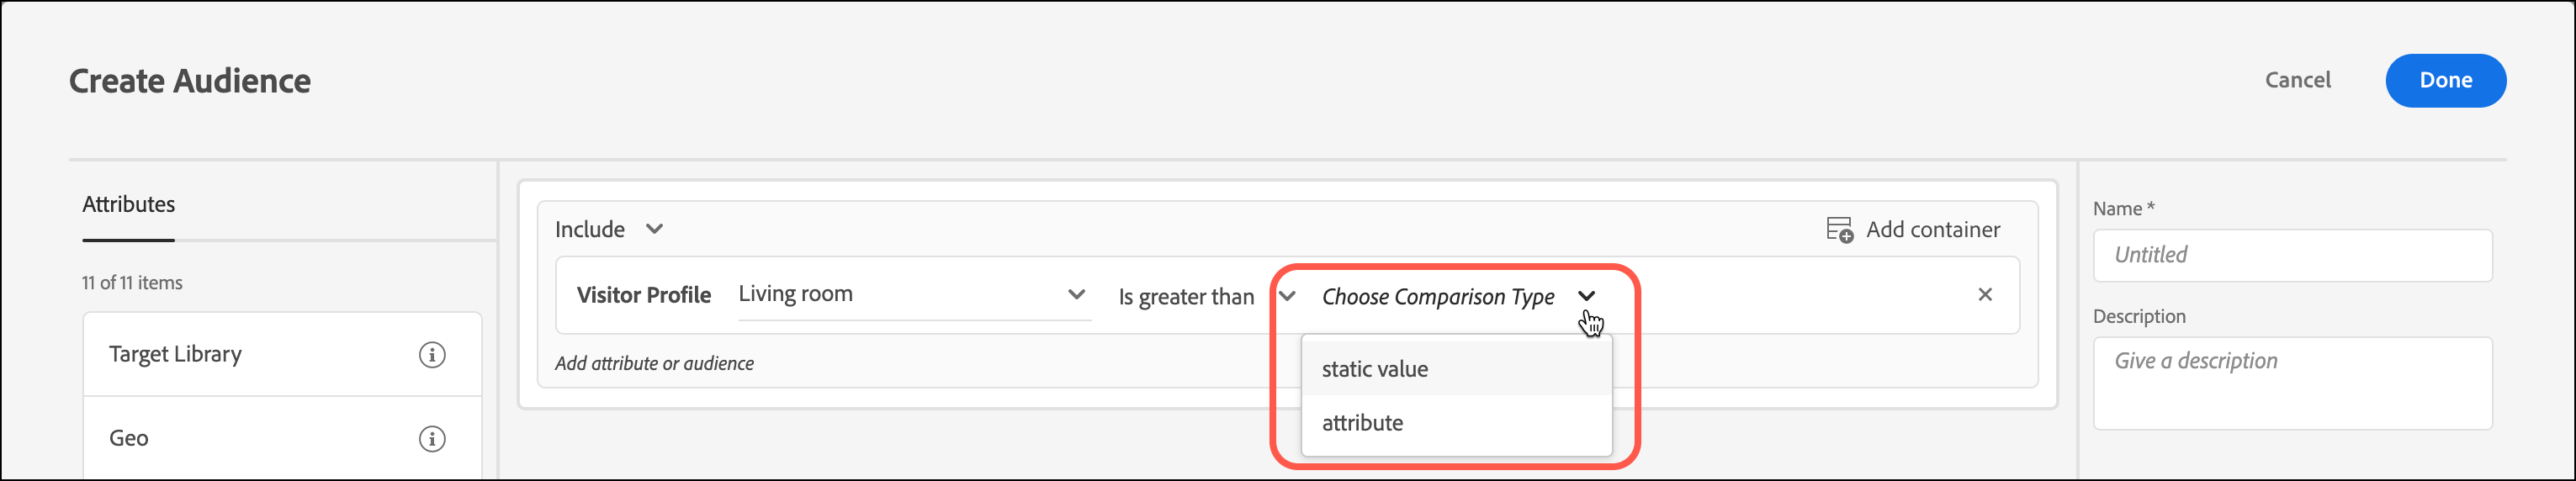 Create Audience
Cancel
Done
Attributes
11 of 11 items
Target Library
Geo
Include
Add container
Visitor Profile Living room Is greater than Choose Comparison Type
static value
attribute
Add attribute or audience
Name *
Untitled
Description
Give a description